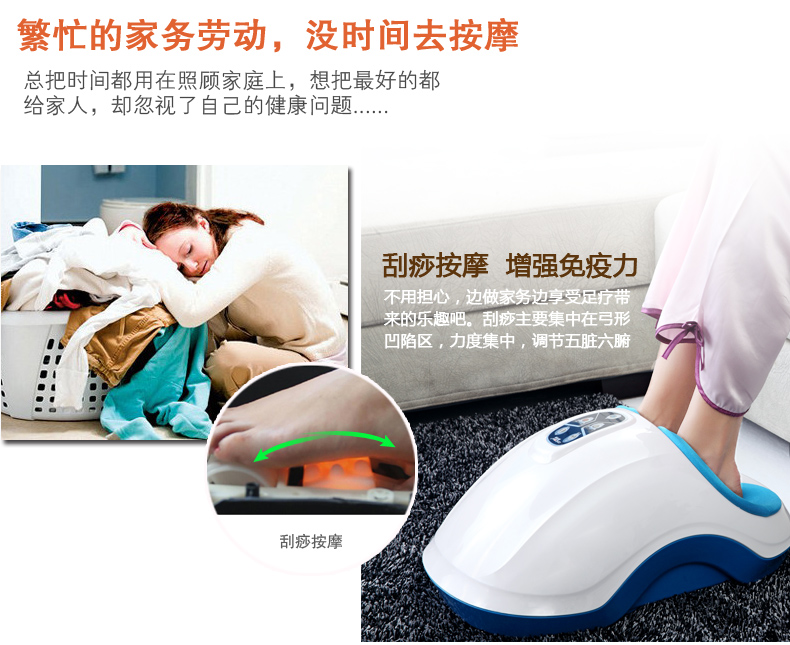 繁忙的家务劳动，没时间去按摩
总把时间都用在照顾家庭上，想把最好的都
给家人，却忽视了自己的健康问题......
刮痧按摩 增强免疫力
不用担心，边做家务边享受足疗带
来的乐趣吧。刮痧主要集中在弓形
凹陷区，力度集中，调节五脏六腑
刮痧按摩